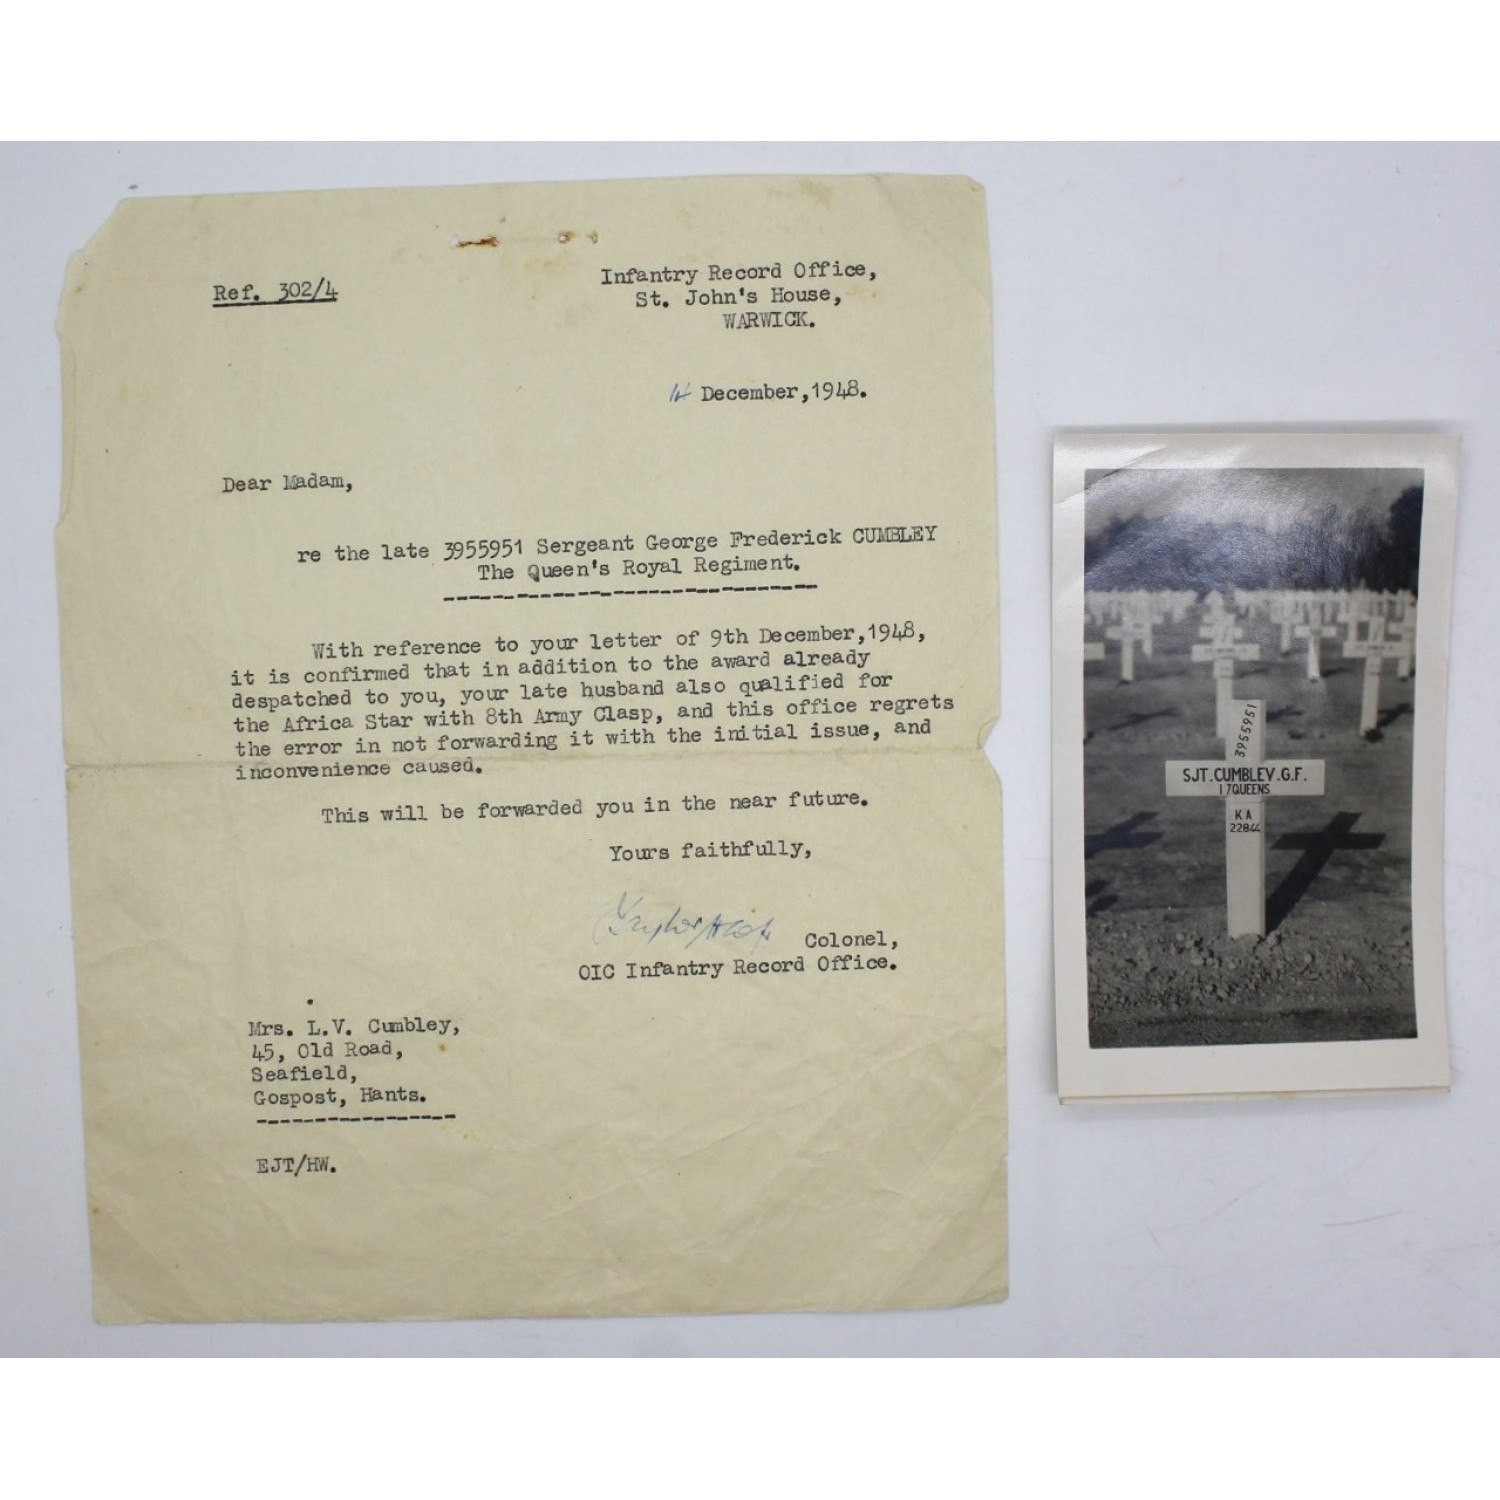 Ref. 302/4
Infantry Record Office,
St. John's House,
WARWICK.
14 December,1948.
Dear Madam,
re the late 3955951 Sergeant George Frederick CUMBLEY
The Queen's Royal Regiment.
With reference to your letter of 9th December,1948,
it is confirmed that in addition to the award already
despatched to you, your late husband also qualified for
the Africa Star with 8th Army Clasp, and this office regrets
the error in not forwarding it with the initial issue, and
inconvenience caused.
This will be forwarded you in the near future.
Yours faithfully,
Colonel,
OIC Infantry Record Office.
Mrs. L.V. Cumbley,
45, Old Road,
Seafield,
Gospost, Hants.
EJT/HW.
3955951
SJT.CUMBLEY.G.F.
17QUEENS
KA
22844